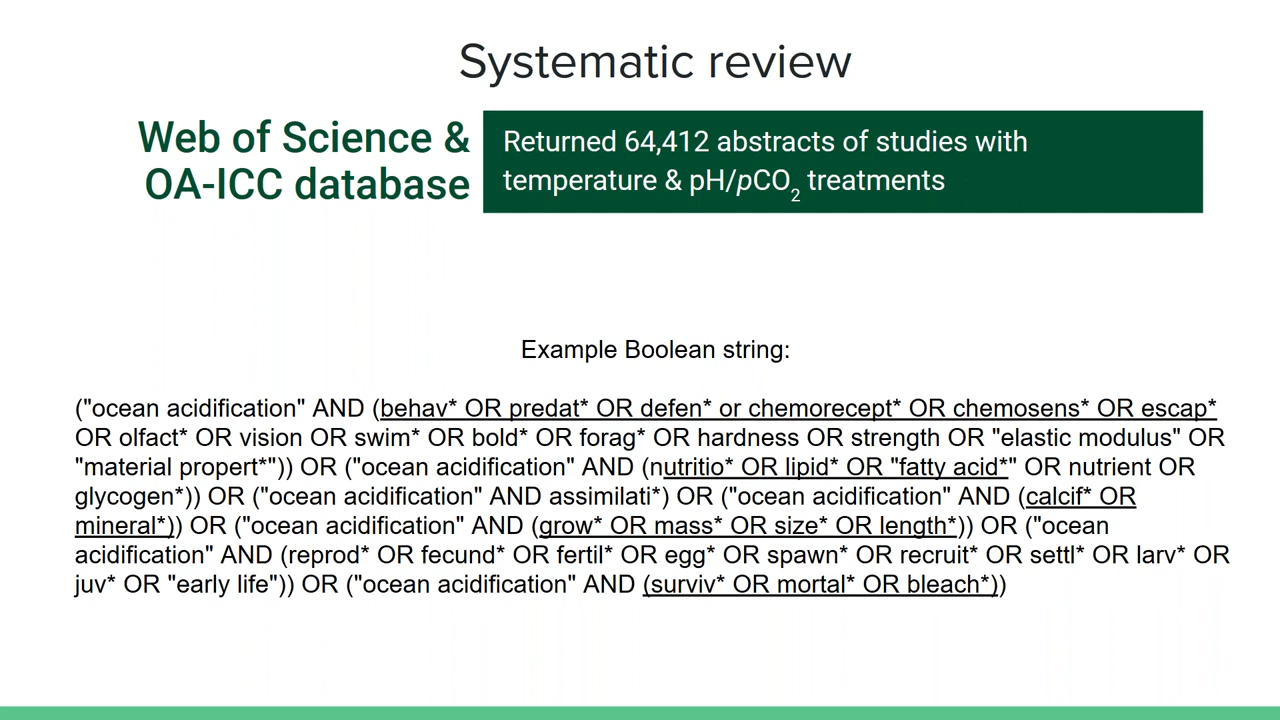 Systematic review
Web of Science &
OA-ICC database
Returned 64,412 abstracts of studies with
temperature & pH/pCO2 treatments
Example Boolean string:
("ocean acidification" AND (behav* OR predat* OR defen* or chemorecept* OR chemosens* OR escap*
OR olfact* OR vision OR swim* OR bold* OR forag* OR hardness OR strength OR "elastic modulus" OR
"material propert*")) OR ("ocean acidification" AND (nutritio* OR lipid* OR "fatty acid*" OR nutrient OR
glycogen*)) OR ("ocean acidification" AND assimilati*) OR ("ocean acidification" AND (calcif* OR
mineral*)) OR ("ocean acidification" AND (grow* OR mass* OR size* OR length*)) OR ("ocean
acidification" AND (reprod* OR fecund* OR fertil* OR egg* OR spawn* OR recruit* OR settl* OR larv* OR
juv* OR "early life")) OR ("ocean acidification" AND (surviv* OR mortal* OR bleach*))